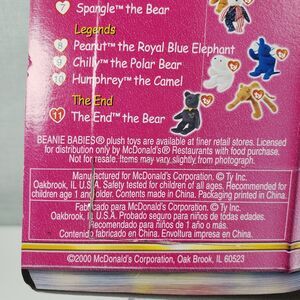 7 Spangle™ the Bear
Legends
8 Peanut™ the Royal Blue Elephant
9 Chilly™ the Polar Bear
10 Humphrey™ the Camel
The End
11 The End™ the Bear
BEANIE BABIES® plush toys are available at finer retail stores. Licensed
for distribution only by McDonald's® Restaurants with food purchase.
Not for resale. Items may vary slightly, from photograph.
Manufactured for McDonald's Corporation. © Ty Inc.
Oakbrook, IL U.S.A. Safety tested for children of all ages. Recommended for
children age 1 and older. Contents made in China. Packaging printed in China.
Fabricado para McDonald's Corporation. © Ty Inc.
Oakbrook, IL U.S.A. Probado seguro para niños de todas edades.
Recomendado para niños de 1 año o más.
Contenido fabricado en China. Envoltura impresa en China.
©2000 McDonald's Corporation, Oak Brook, IL 60523